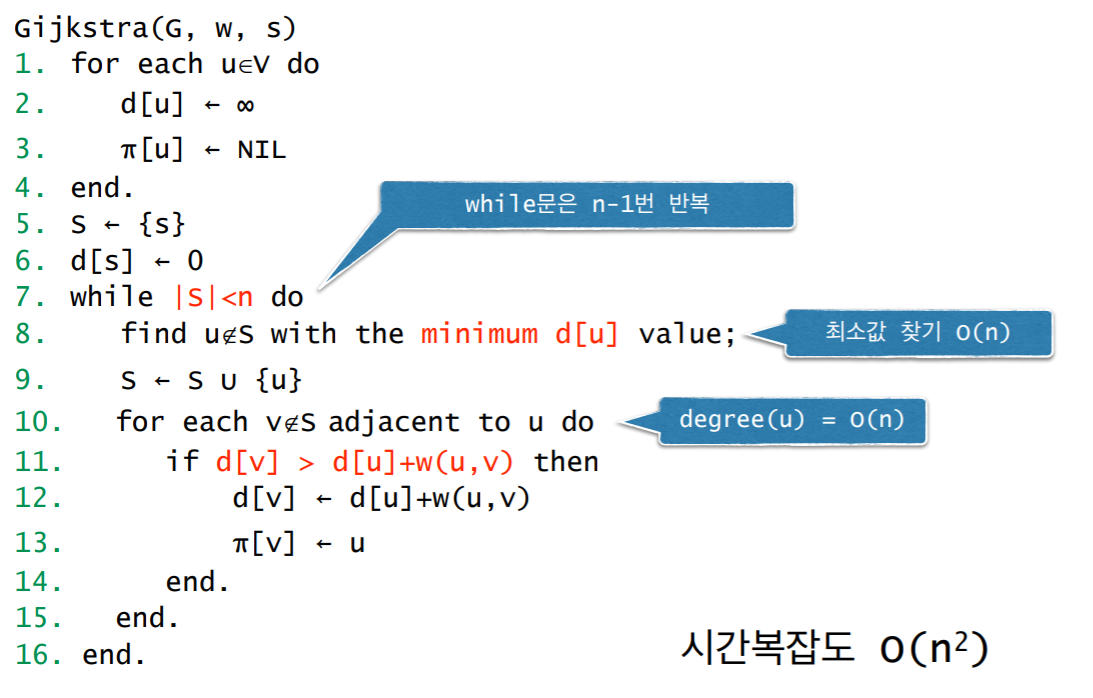 Gijkstra(G, w, s)
1. for each u∈V do
2. d[u] ← ∞
3. π[u] ← NIL
4. end.
while문은 n-1번 반복
5. S ← {s}
6. d[s] ← 0
7. while |S|<n do
8. find u∉S with the minimum d[u] value;
최소값 찾기 O(n)
9. S ← S ∪ {u}
10. for each v∉S adjacent to u do
degree(u) = O(n)
11. if d[v] > d[u]+w(u,v) then
12. d[v] ← d[u]+w(u,v)
13. π[v] ← u
14. end.
15. end.
16. end.
시간복잡도 O(n²)